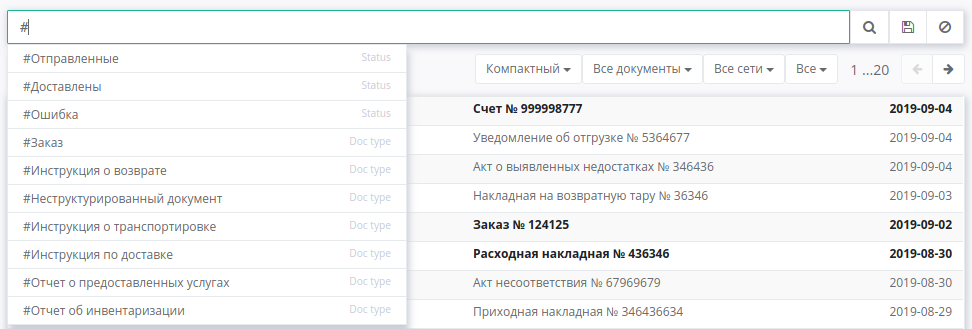 #
#Отправленные Status
#Доставлены Status
#Ошибка Status
#Заказ Doc type
#Инструкция о возврате Doc type
#Неструктурированный документ Doc type
#Инструкция о транспортировке Doc type
#Инструкция по доставке Doc type
#Отчет о предоставленных услугах Doc type
#Отчет об инвентаризации Doc type
Компактный Все документы Все сети Все 1 ...20
Счет № 999998777 2019-09-04
Уведомление об отгрузке № 5364677 2019-09-04
Акт о выявленных недостатках № 346436 2019-09-04
Накладная на возвратную тару № 36346 2019-09-03
Заказ № 124125 2019-09-02
Расходная накладная № 436346 2019-08-30
Акт несоответствия № 67969679 2019-08-30
Приходная накладная № 346436634 2019-08-29